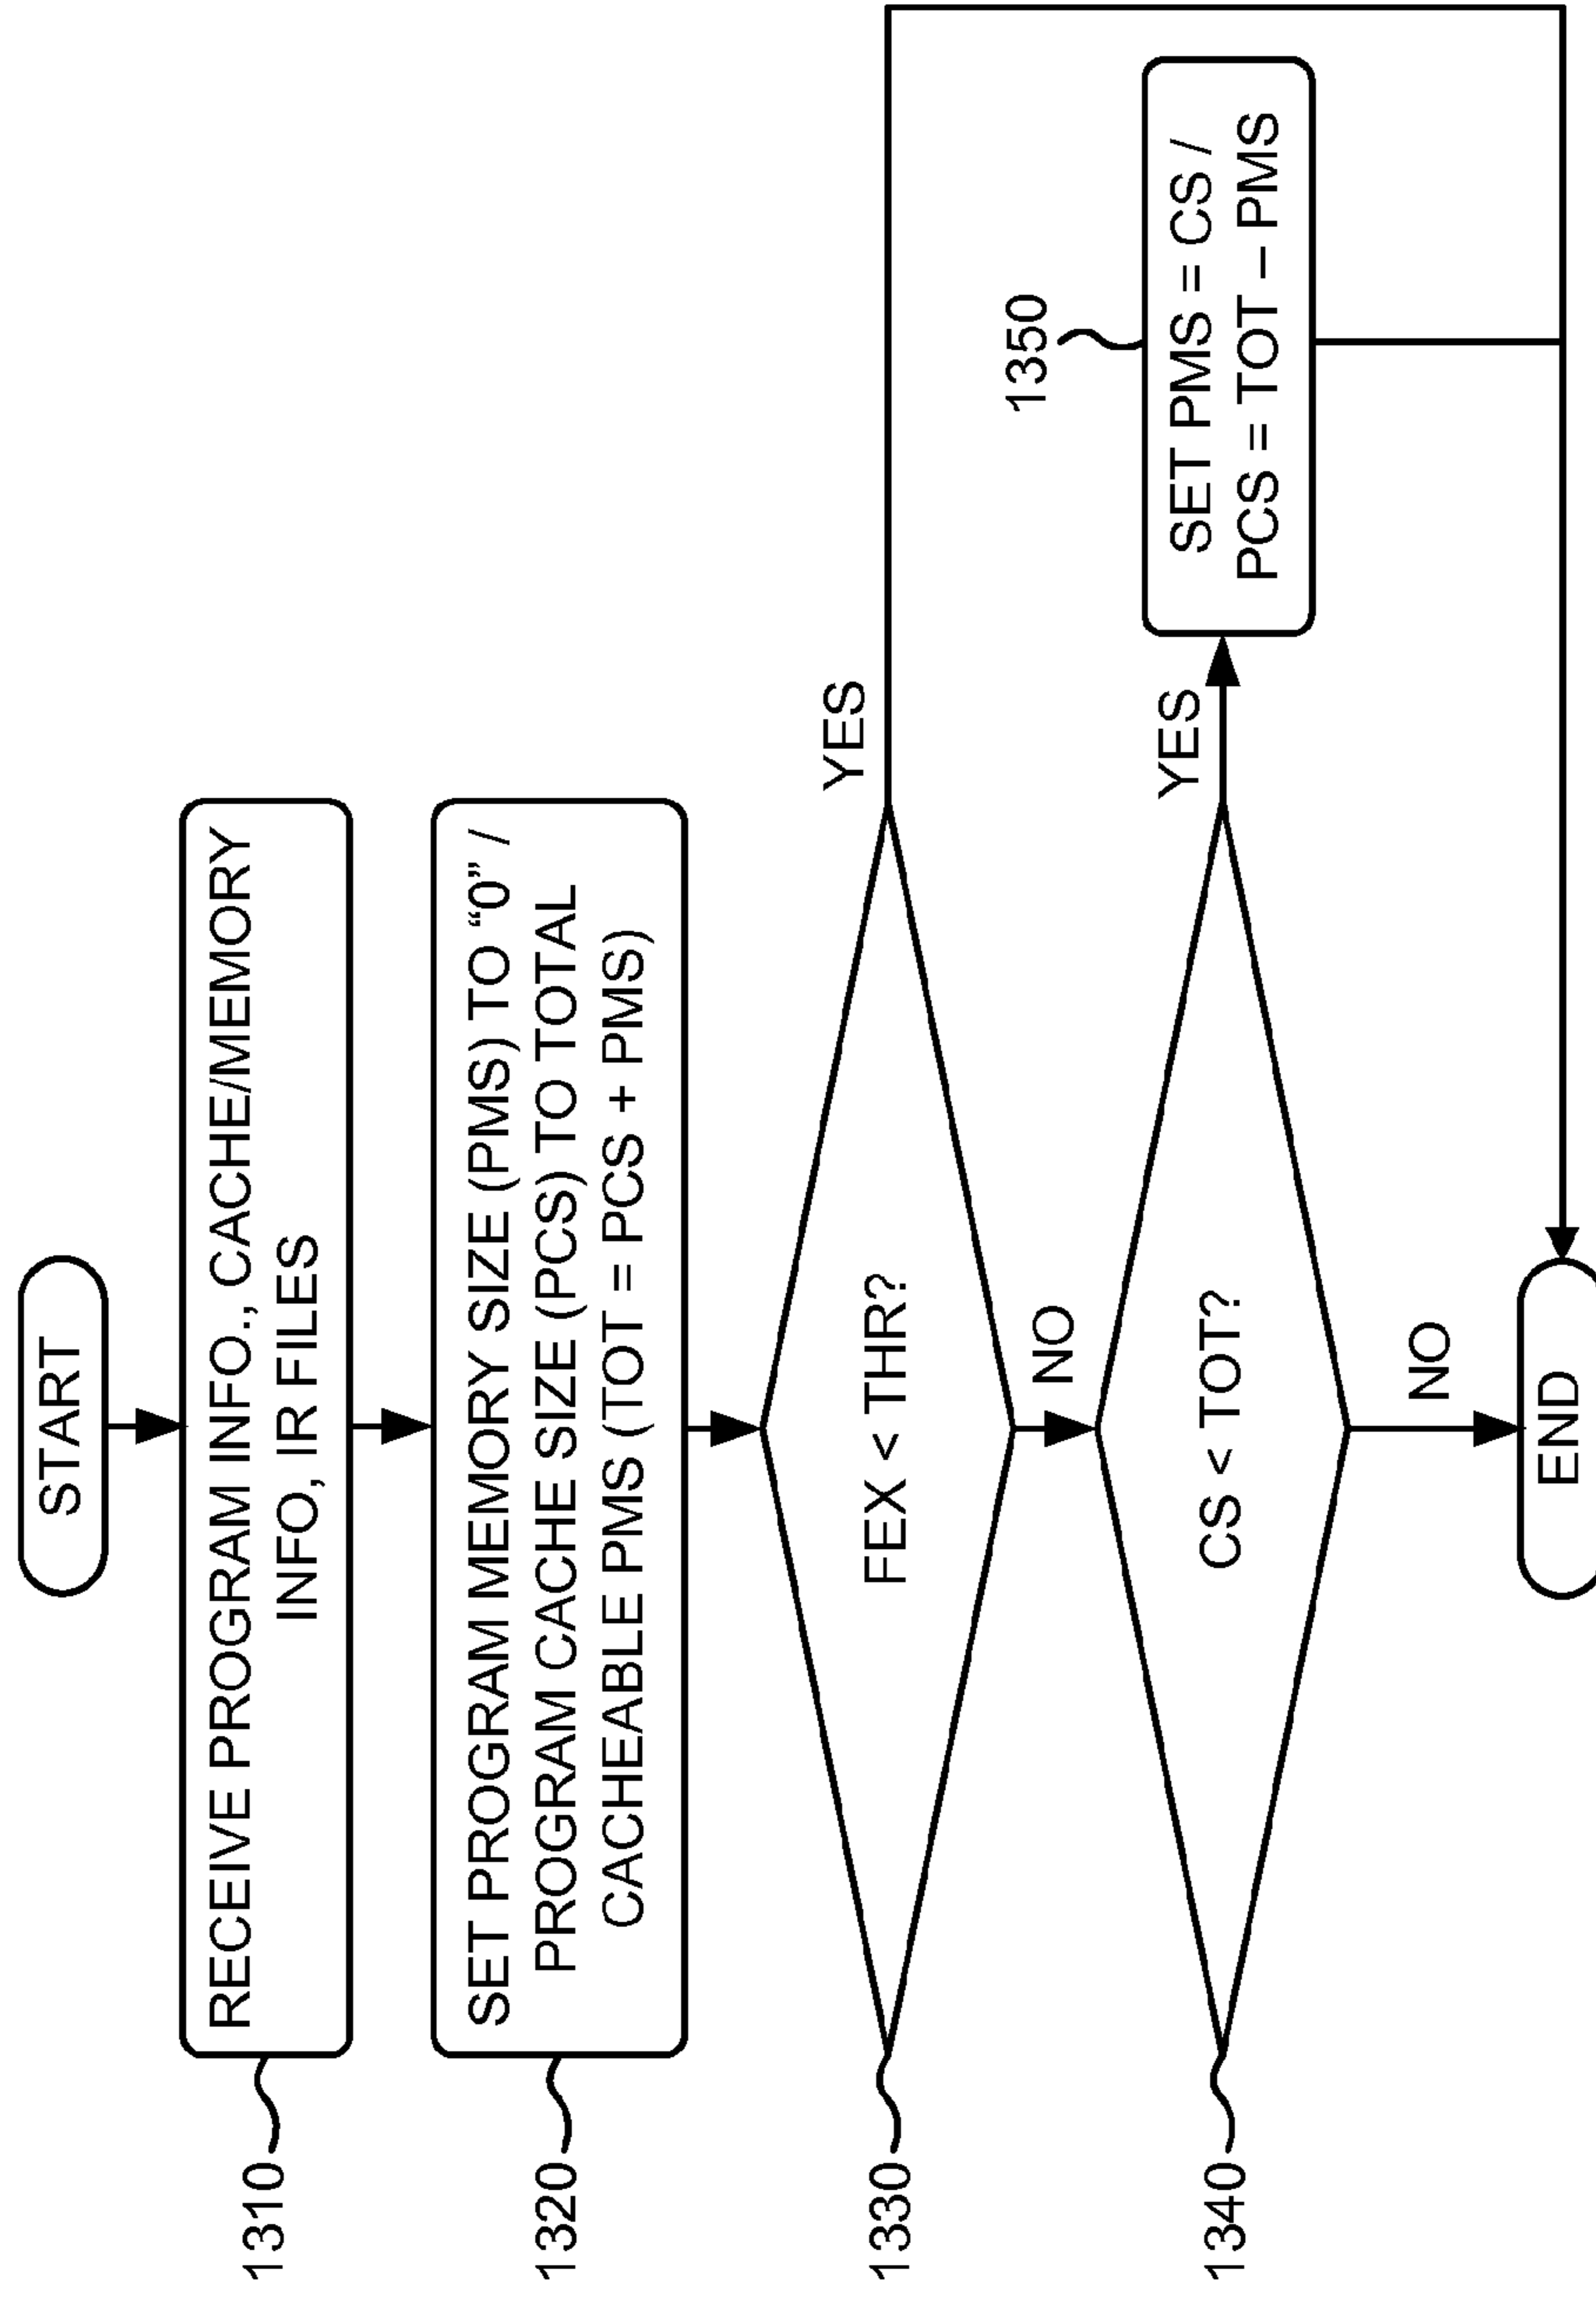 START
1310
RECEIVE PROGRAM INFO., CACHE/MEMORY
INFO, IR FILES
1320
SET PROGRAM MEMORY SIZE (PMS) TO “0” /
PROGRAM CACHE SIZE (PCS) TO TOTAL
CACHEABLE PMS (TOT = PCS + PMS)
1330
FEX < THR?
YES
NO
1340
CS < TOT?
YES
1350
SET PMS = CS /
PCS = TOT – PMS
NO
END